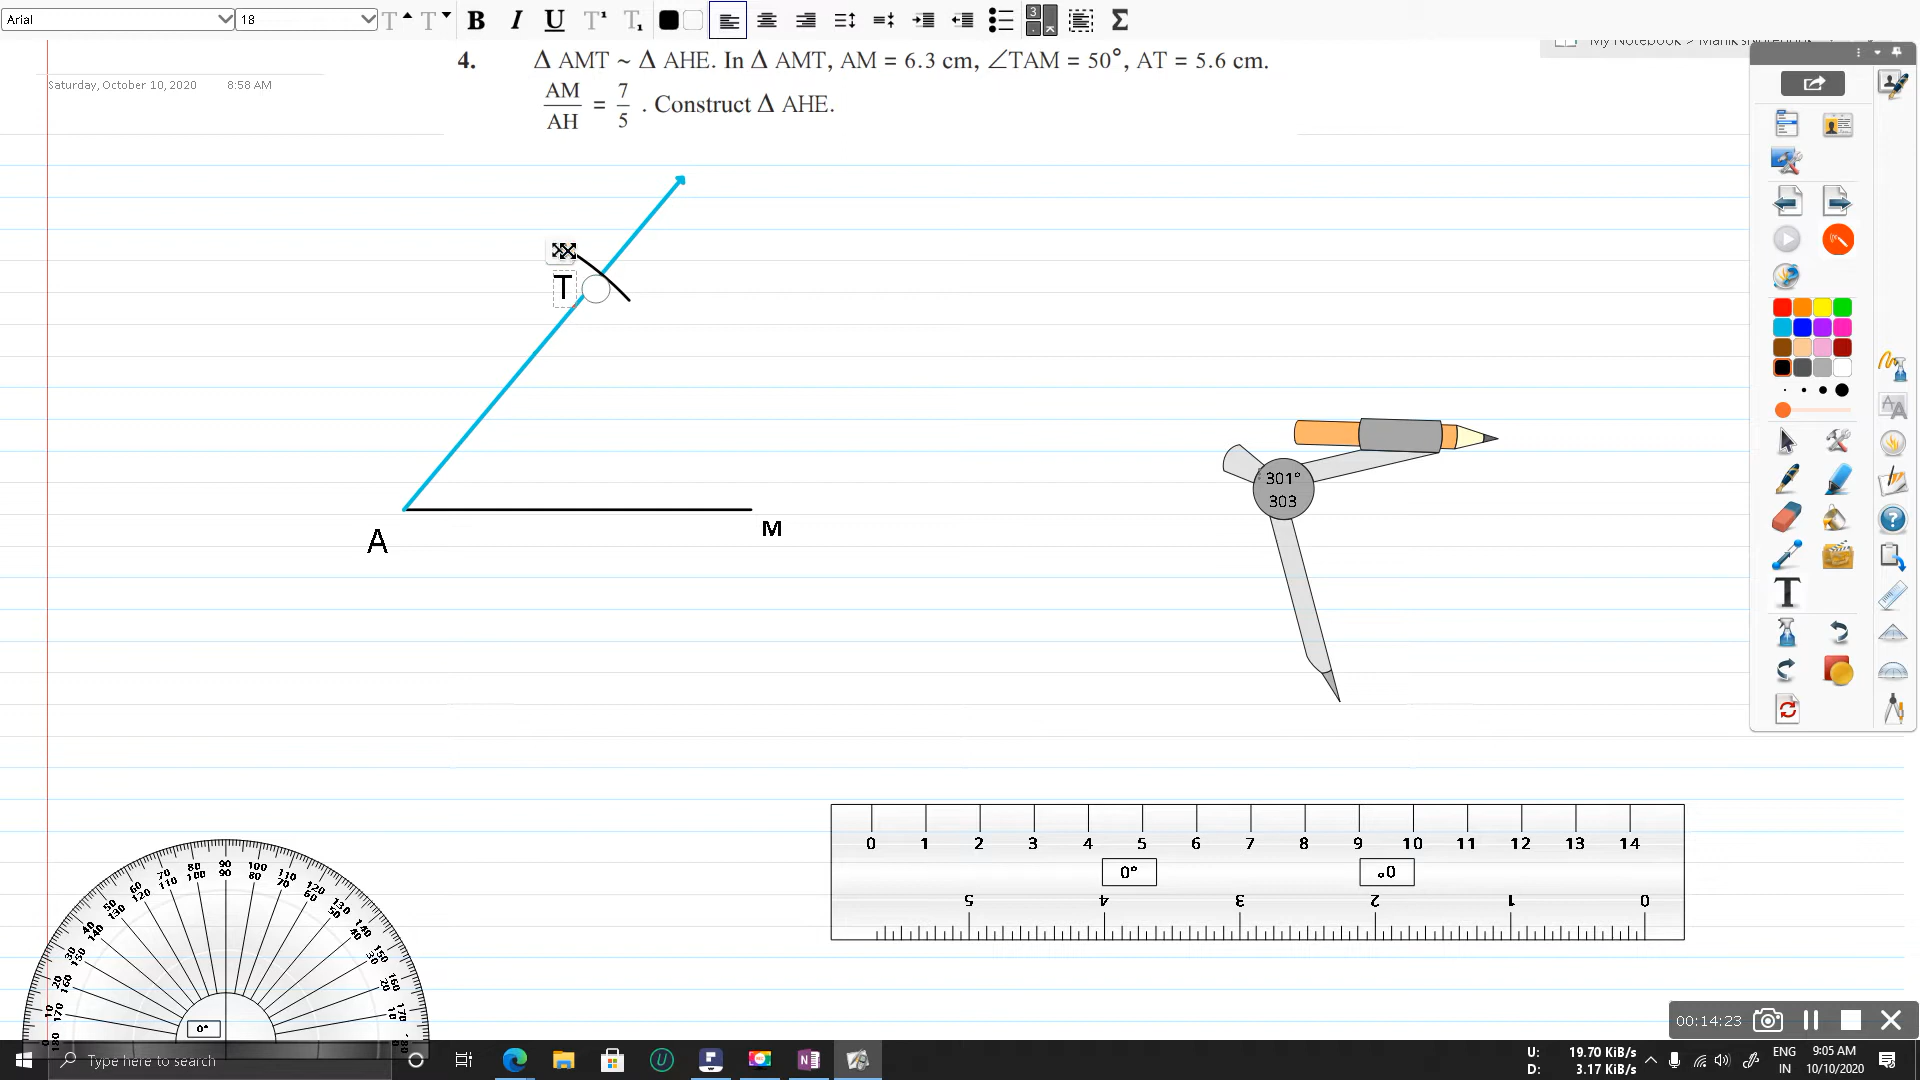 Arial 18 T T B I U T¹ T₁ 3 Σ
4. Δ AMT ~ Δ AHE. In Δ AMT, AM = 6.3 cm, ∠TAM = 50°, AT = 5.6 cm.
Saturday, October 10, 2020 8:58 AM
AM/AH = 7/5 . Construct Δ AHE.
T
A
M
301°
303
0 1 2 3 4 5 6 7 8 9 10 11 12 13 14
0° 0°
5 4 3 2 1 0
0°
00:14:23
Type here to search
U: 19.70 KiB/s
D: 3.17 KiB/s
ENG
IN
9:05 AM
10/10/2020